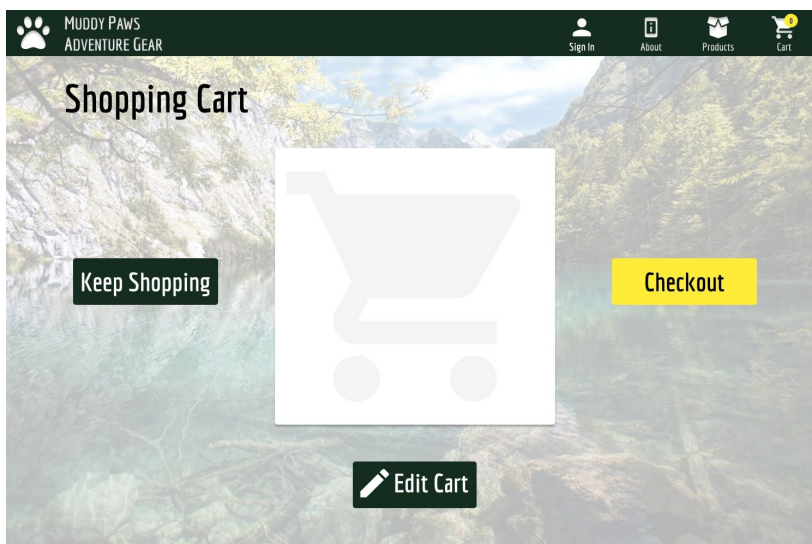 MUDDY PAWS
ADVENTURE GEAR
Sign In
About
Products
0
Cart
Shopping Cart
Keep Shopping
Checkout
Edit Cart